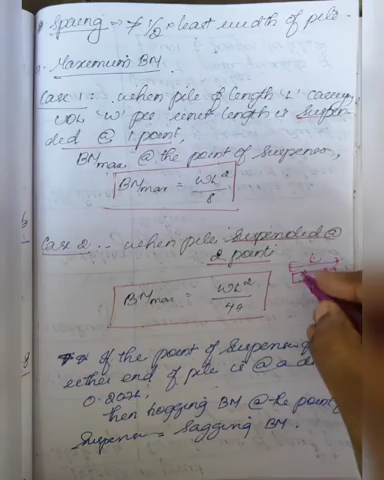 Spacing => 7 1/2 x least width of pile.
Maximum BM.
Case 1 : when pile of length 'L' carrying
UDL 'w' per unit length is suspen-
ded @ 1 point,
BMmax @ the point of suspension,
BMmax = WL²/8
Case 2 :- when pile suspended @
2 point:
L
BMmax = WL²/49
of the point of suspension
either end of pile is @ a d
0.207L,
then hogging BM @ the point
Suspension = Sagging BM.